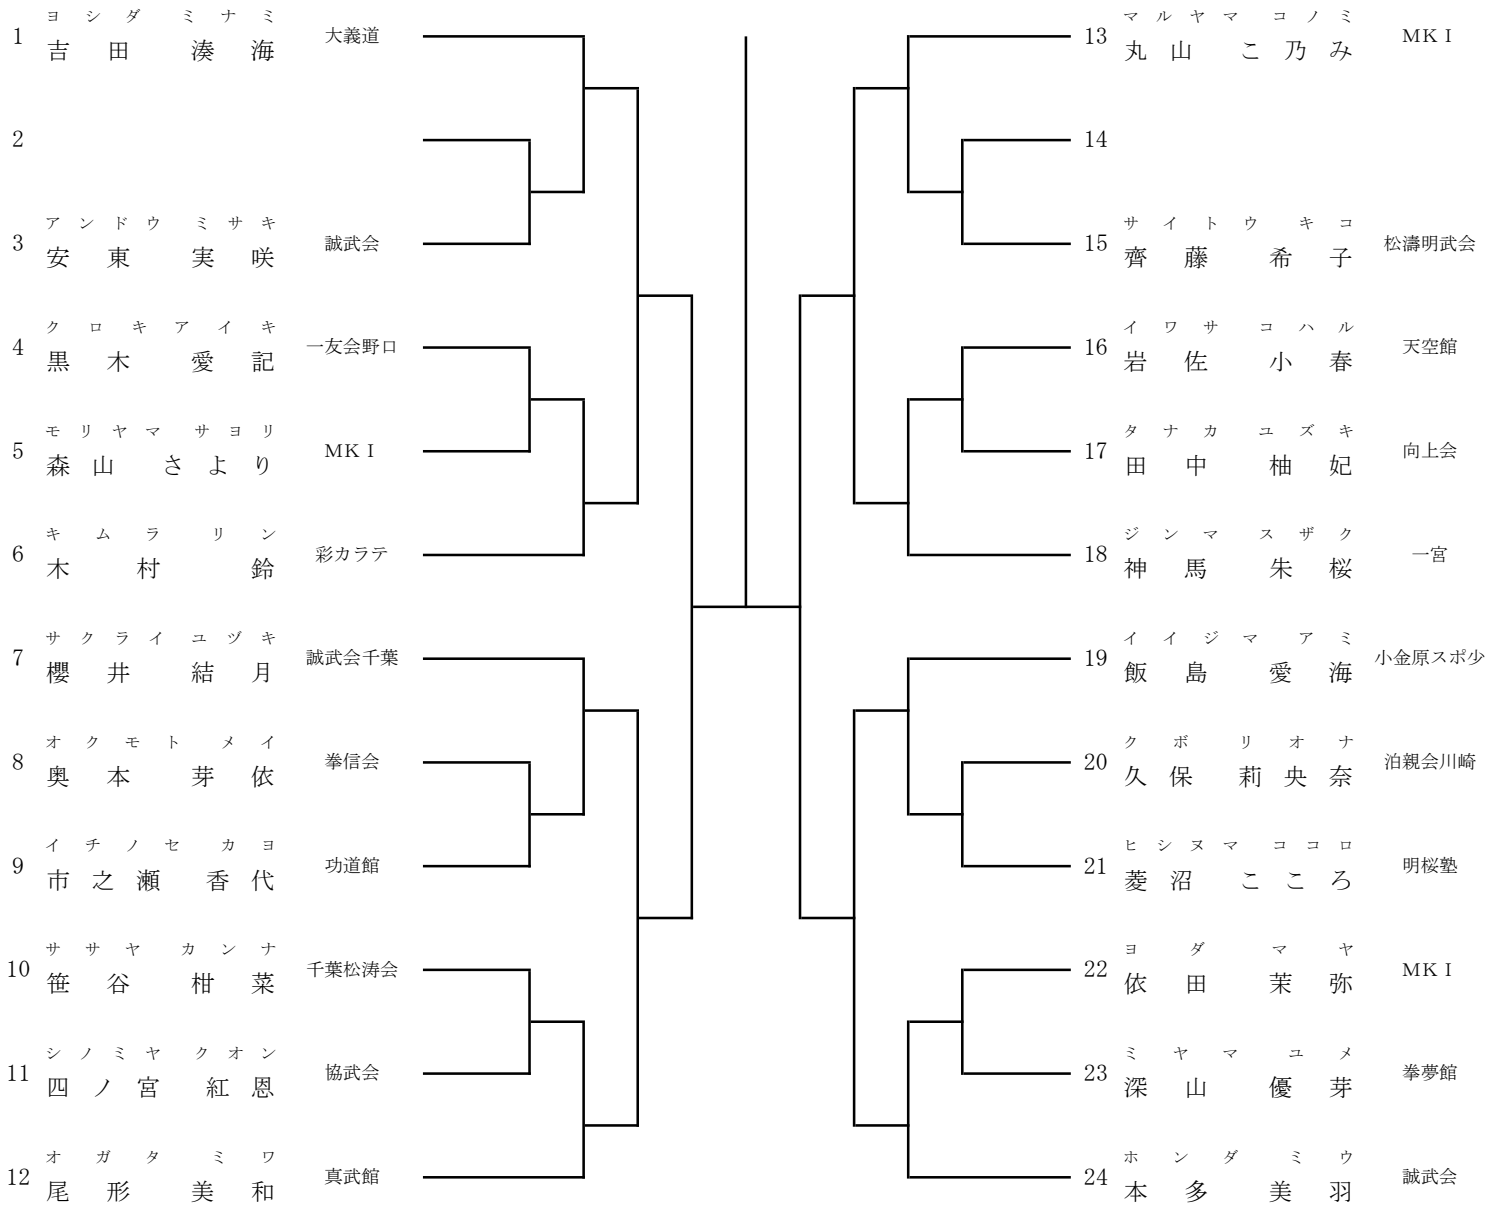 ヨシダ ミナミ
1 吉田 湊海 大義道
2
アンドウ ミサキ
3 安東 実咲 誠武会
クロキアイキ
4 黒木 愛記 一友会野口
モリヤマ サヨリ
5 森山 さより MKI
キムラ リン
6 木村 鈴 彩カラテ
サクライ ユヅキ
7 櫻井 結月 誠武会千葉
オクモト メイ
8 奥本 芽依 拳信会
イチノセ カヨ
9 市之瀬 香代 功道館
ササヤ カンナ
10 笹谷 柑菜 千葉松涛会
シノミヤ クオン
11 四ノ宮 紅恩 協武会
オガタ ミワ
12 尾形 美和 真武館
マルヤマ コノミ
13 丸山 こ乃み MKI
14
サイトウ キコ
15 齊藤 希子 松濤明武会
イワサ コハル
16 岩佐 小春 天空館
タナカ ユズキ
17 田中 柚妃 向上会
ジンマ スザク
18 神馬 朱桜 一宮
イイジマ アミ
19 飯島 愛海 小金原スポ少
クボ リオナ
20 久保 莉央奈 泊親会川崎
ヒシヌマ ココロ
21 菱沼 こころ 明桜塾
ヨダ マヤ
22 依田 茉弥 MKI
ミヤマ ユメ
23 深山 優芽 拳夢館
ホンダ ミウ
24 本多 美羽 誠武会